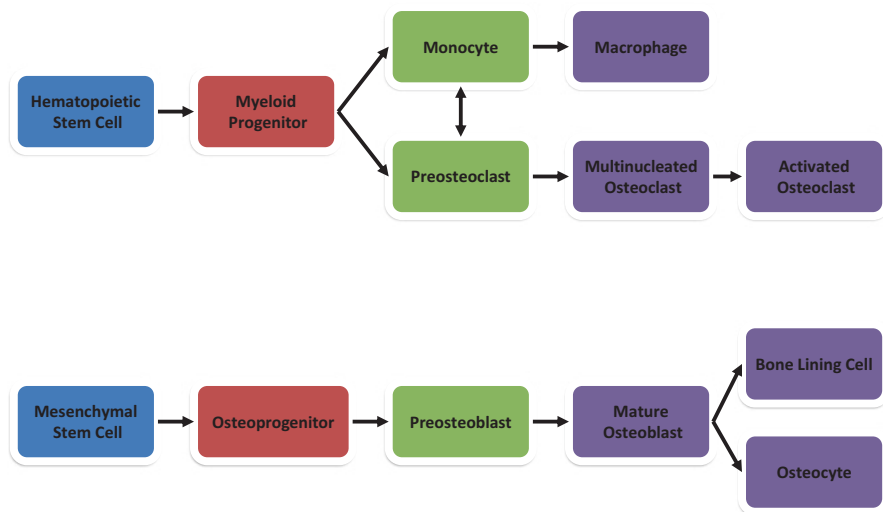 Monocyte
Macrophage
Hematopoietic
Stem Cell
Myeloid
Progenitor
Preosteoclast
Multinucleated
Osteoclast
Activated
Osteoclast
Bone Lining Cell
Mesenchymal
Stem Cell
Osteoprogenitor
Preosteoblast
Mature
Osteoblast
Osteocyte